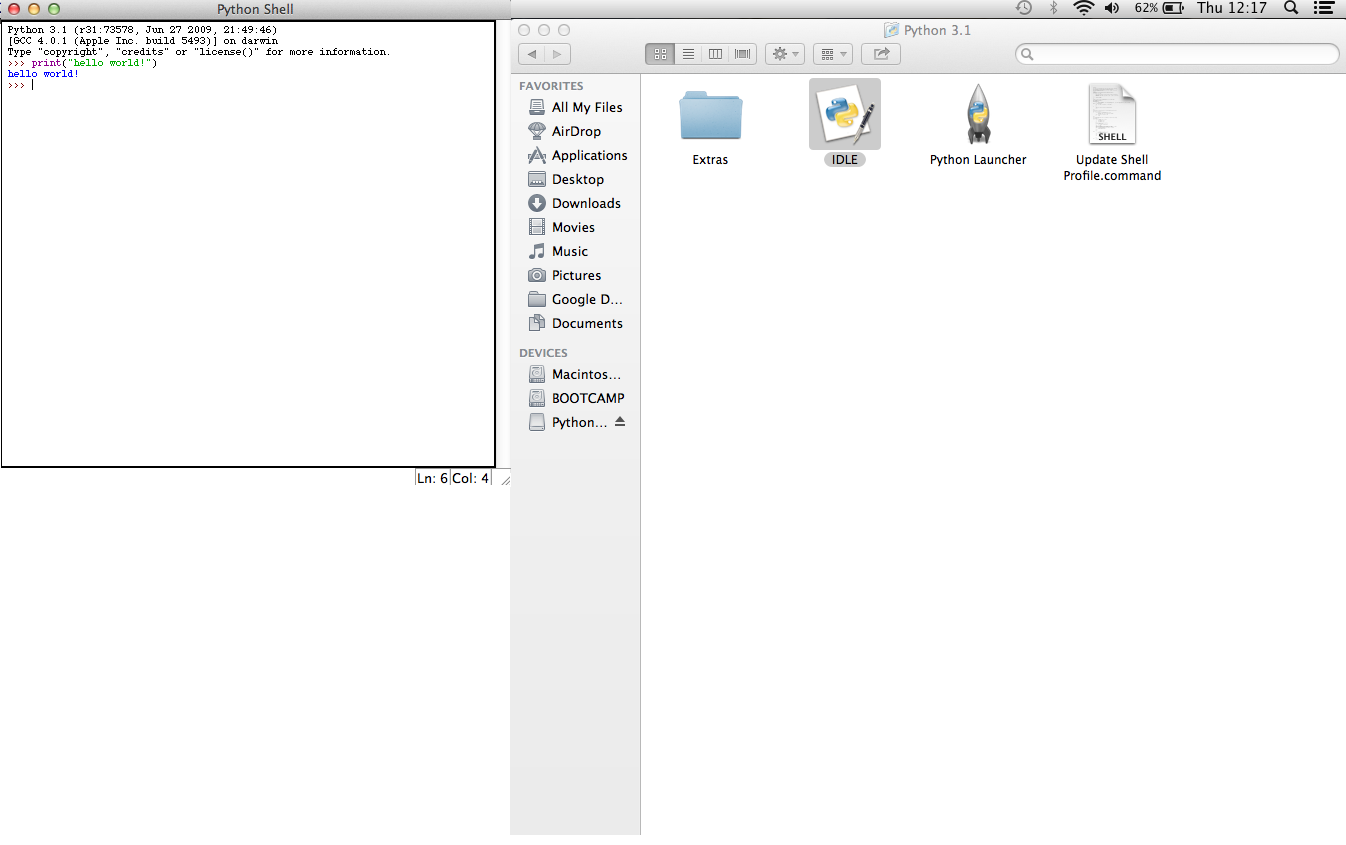 Python Shell
Python 3.1 (r31:73578, Jun 27 2009, 21:49:46)
[GCC 4.0.1 (Apple Inc. build 5493)] on darwin
Type "copyright", "credits" or "license()" for more information.
>>> print("hello world!")
hello world!
>>>
Ln: 6 Col: 4
62% Thu 12:17
Python 3.1
FAVORITES
All My Files
AirDrop
Applications
Desktop
Downloads
Movies
Music
Pictures
Google D...
Documents
DEVICES
Macintos...
BOOTCAMP
Python...
Extras
IDLE
Python Launcher
SHELL
Update Shell
Profile.command